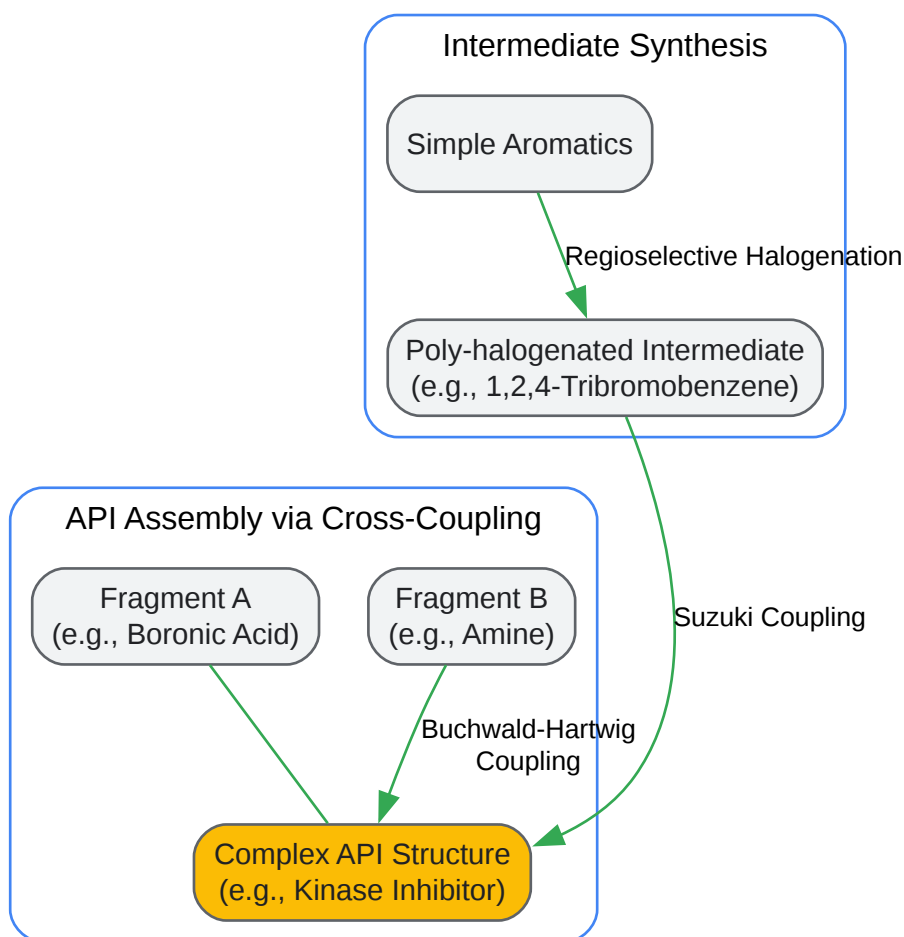 Intermediate Synthesis
Simple Aromatics
Regioselective Halogenation
Poly-halogenated Intermediate
(e.g., 1,2,4-Tribromobenzene)
API Assembly via Cross-Coupling
Fragment A
(e.g., Boronic Acid)
Fragment B
(e.g., Amine)
Suzuki Coupling
Buchwald-Hartwig
Coupling
Complex API Structure
(e.g., Kinase Inhibitor)